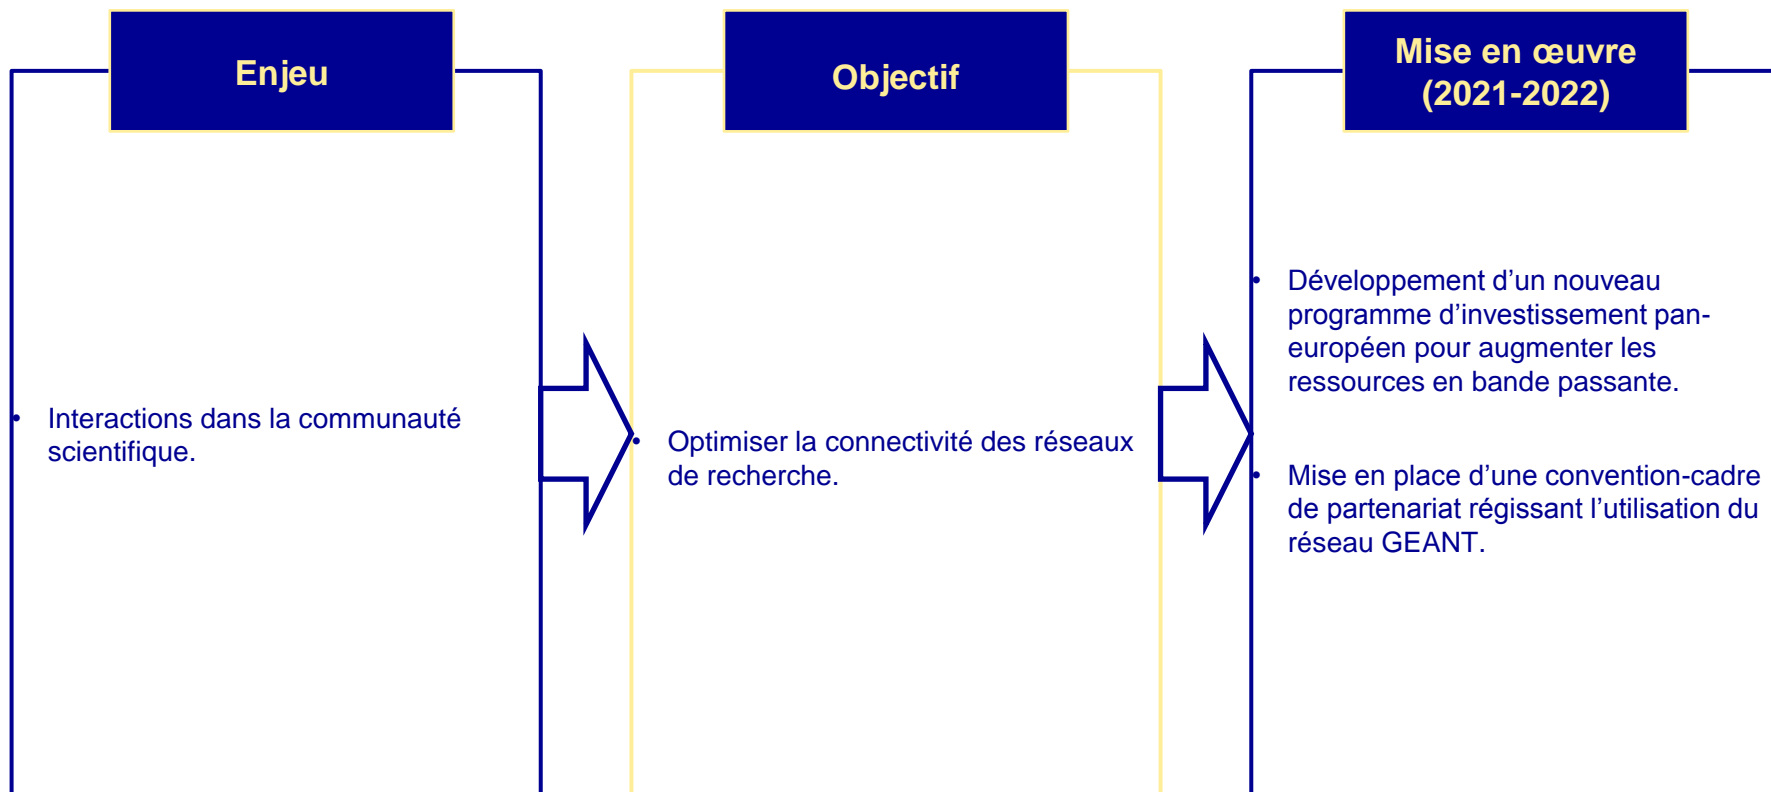 Enjeu
• Interactions dans la communauté
scientifique.
Objectif
• Optimiser la connectivité des réseaux
de recherche.
Mise en œuvre
(2021-2022)
• Développement d’un nouveau
programme d’investissement pan-
européen pour augmenter les
ressources en bande passante.
• Mise en place d’une convention-cadre
de partenariat régissant l’utilisation du
réseau GEANT.